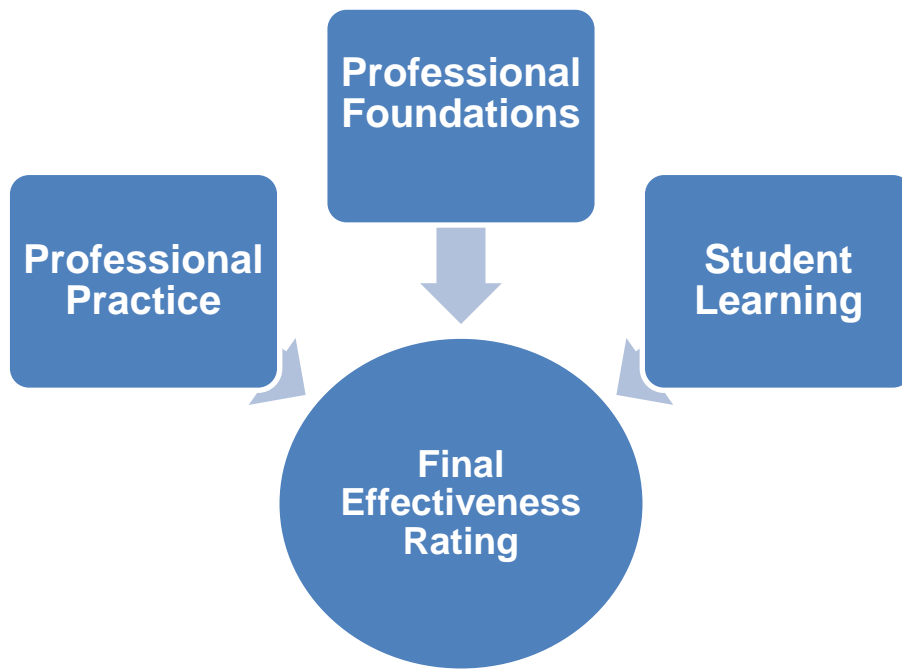 Professional
Foundations
Professional
Practice
Student
Learning
Final
Effectiveness
Rating